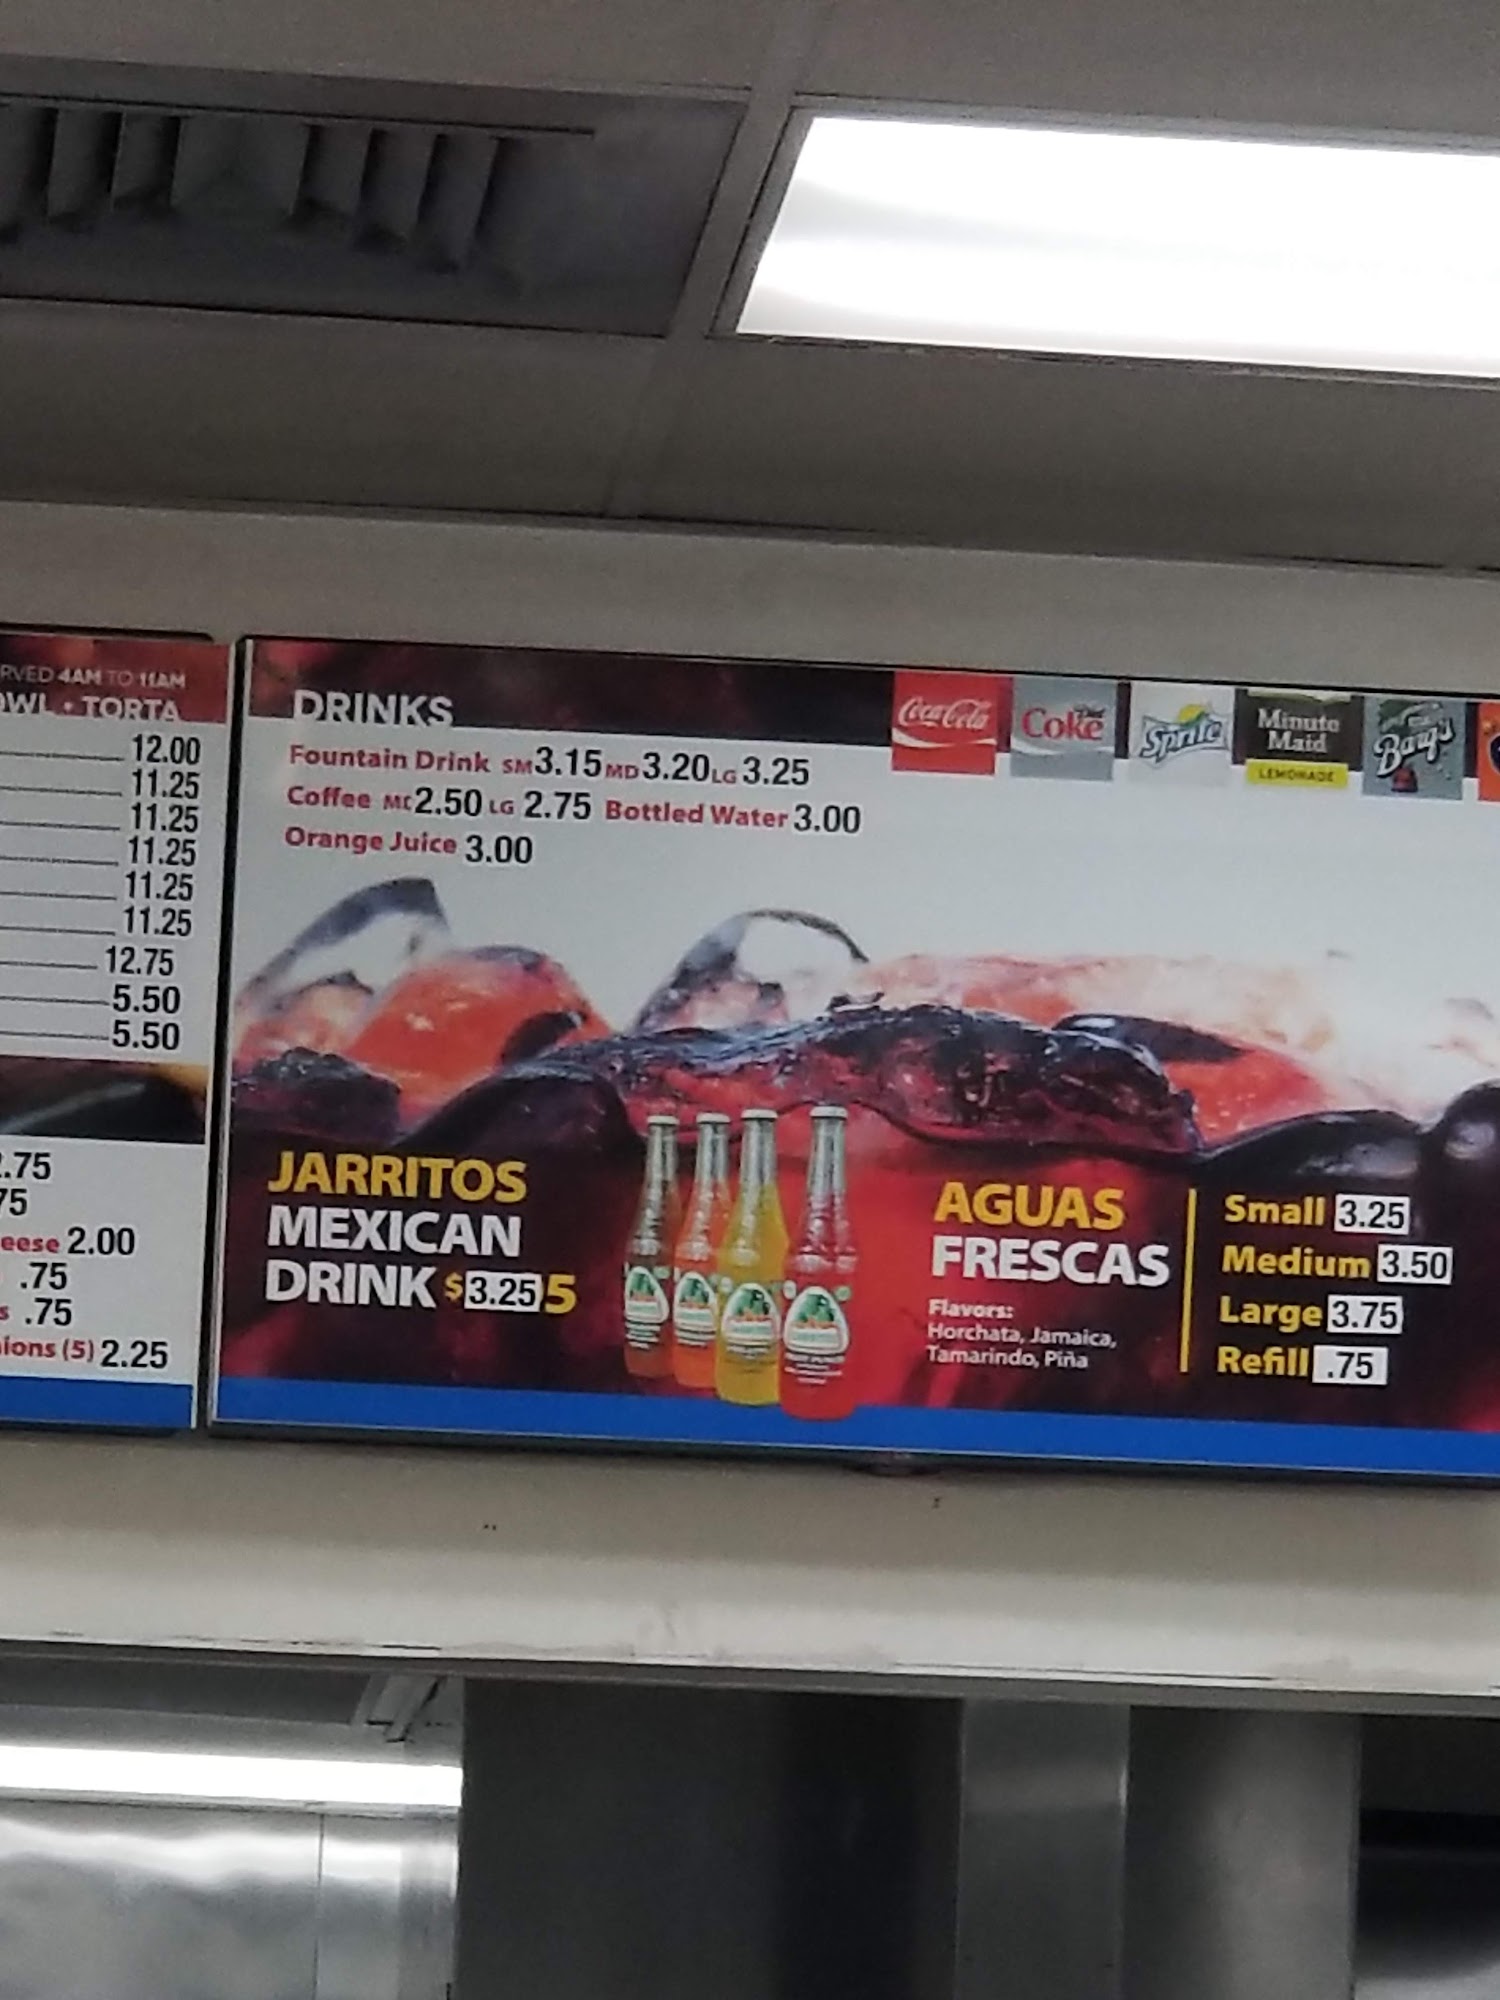 RVED 4AM TO 11AM
OWL • TORTA
12.00
11.25
11.25
11.25
11.25
11.25
12.75
5.50
5.50
.75
75
eese 2.00
.75
s .75
ions (5) 2.25
DRINKS
Coca-Cola
Diet Coke
Sprite
Minute Maid
LEMONADE
Barq's
Fountain Drink SM 3.15 MD 3.20 LG 3.25
Coffee MD 2.50 LG 2.75 Bottled Water 3.00
Orange Juice 3.00
JARRITOS
MEXICAN
DRINK $3.25 5
AGUAS
FRESCAS
Flavors:
Horchata, Jamaica,
Tamarindo, Piña
Small 3.25
Medium 3.50
Large 3.75
Refill .75